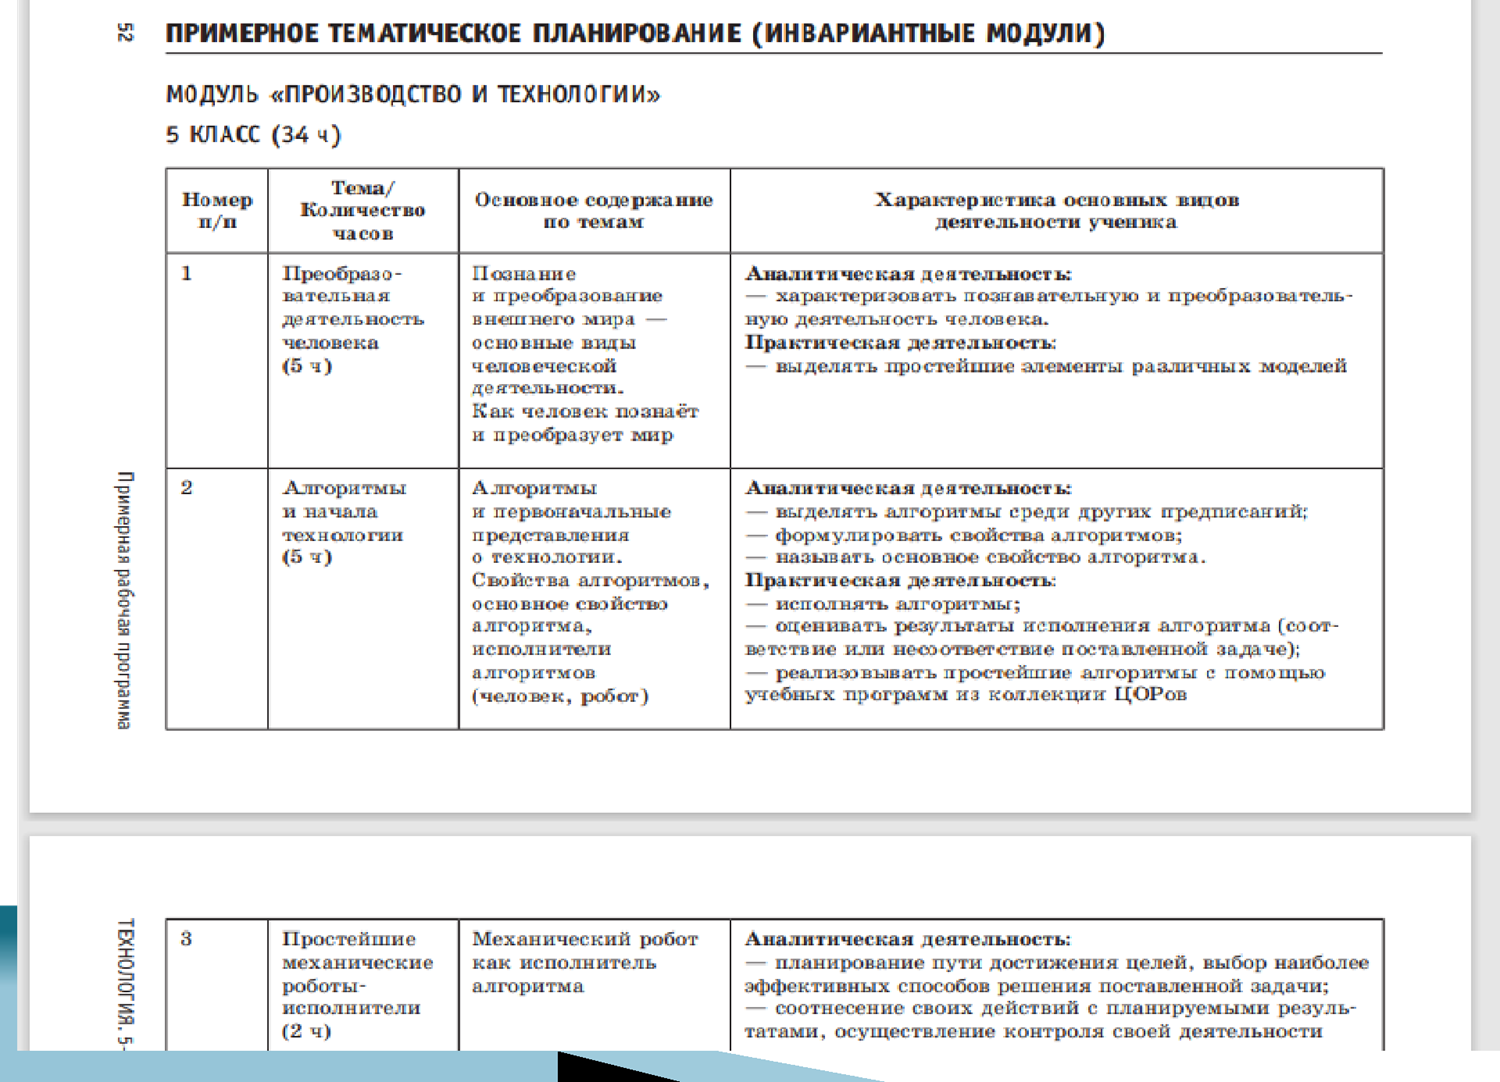 52
ПРИМЕРНОЕ ТЕМАТИЧЕСКОЕ ПЛАНИРОВАНИЕ (ИНВАРИАНТНЫЕ МОДУЛИ)
МОДУЛЬ «ПРОИЗВОДСТВО И ТЕХНОЛОГИИ»
5 КЛАСС (34 ч)
Номер
п/п
Тема/
Количество
часов
Основное содержание
по темам
Характеристика основных видов
деятельности ученика
1
Преобразо-
вательная
деятельность
человека
(5 ч)
Познание
и преобразование
внешнего мира —
основные виды
человеческой
деятельности.
Как человек познаёт
и преобразует мир
Аналитическая деятельность:
— характеризовать познавательную и преобразователь-
ную деятельность человека.
Практическая деятельность:
— выделять простейшие элементы различных моделей
2
Алгоритмы
и начала
технологии
(5 ч)
Алгоритмы
и первоначальные
представления
о технологии.
Свойства алгоритмов,
основное свойство
алгоритма,
исполнители
алгоритмов
(человек, робот)
Аналитическая деятельность:
— выделять алгоритмы среди других предписаний;
— формулировать свойства алгоритмов;
— называть основное свойство алгоритма.
Практическая деятельность:
— исполнять алгоритмы;
— оценивать результаты исполнения алгоритма (соот-
ветствие или несоответствие поставленной задаче);
— реализовывать простейшие алгоритмы с помощью
учебных программ из коллекции ЦОРов
Примерная рабочая программа
3
Простейшие
механические
роботы-
исполнители
(2 ч)
Механический робот
как исполнитель
алгоритма
Аналитическая деятельность:
— планирование пути достижения целей, выбор наиболее
эффективных способов решения поставленной задачи;
— соотнесение своих действий с планируемыми резуль-
татами, осуществление контроля своей деятельности
ТЕХНОЛОГИЯ. 5-